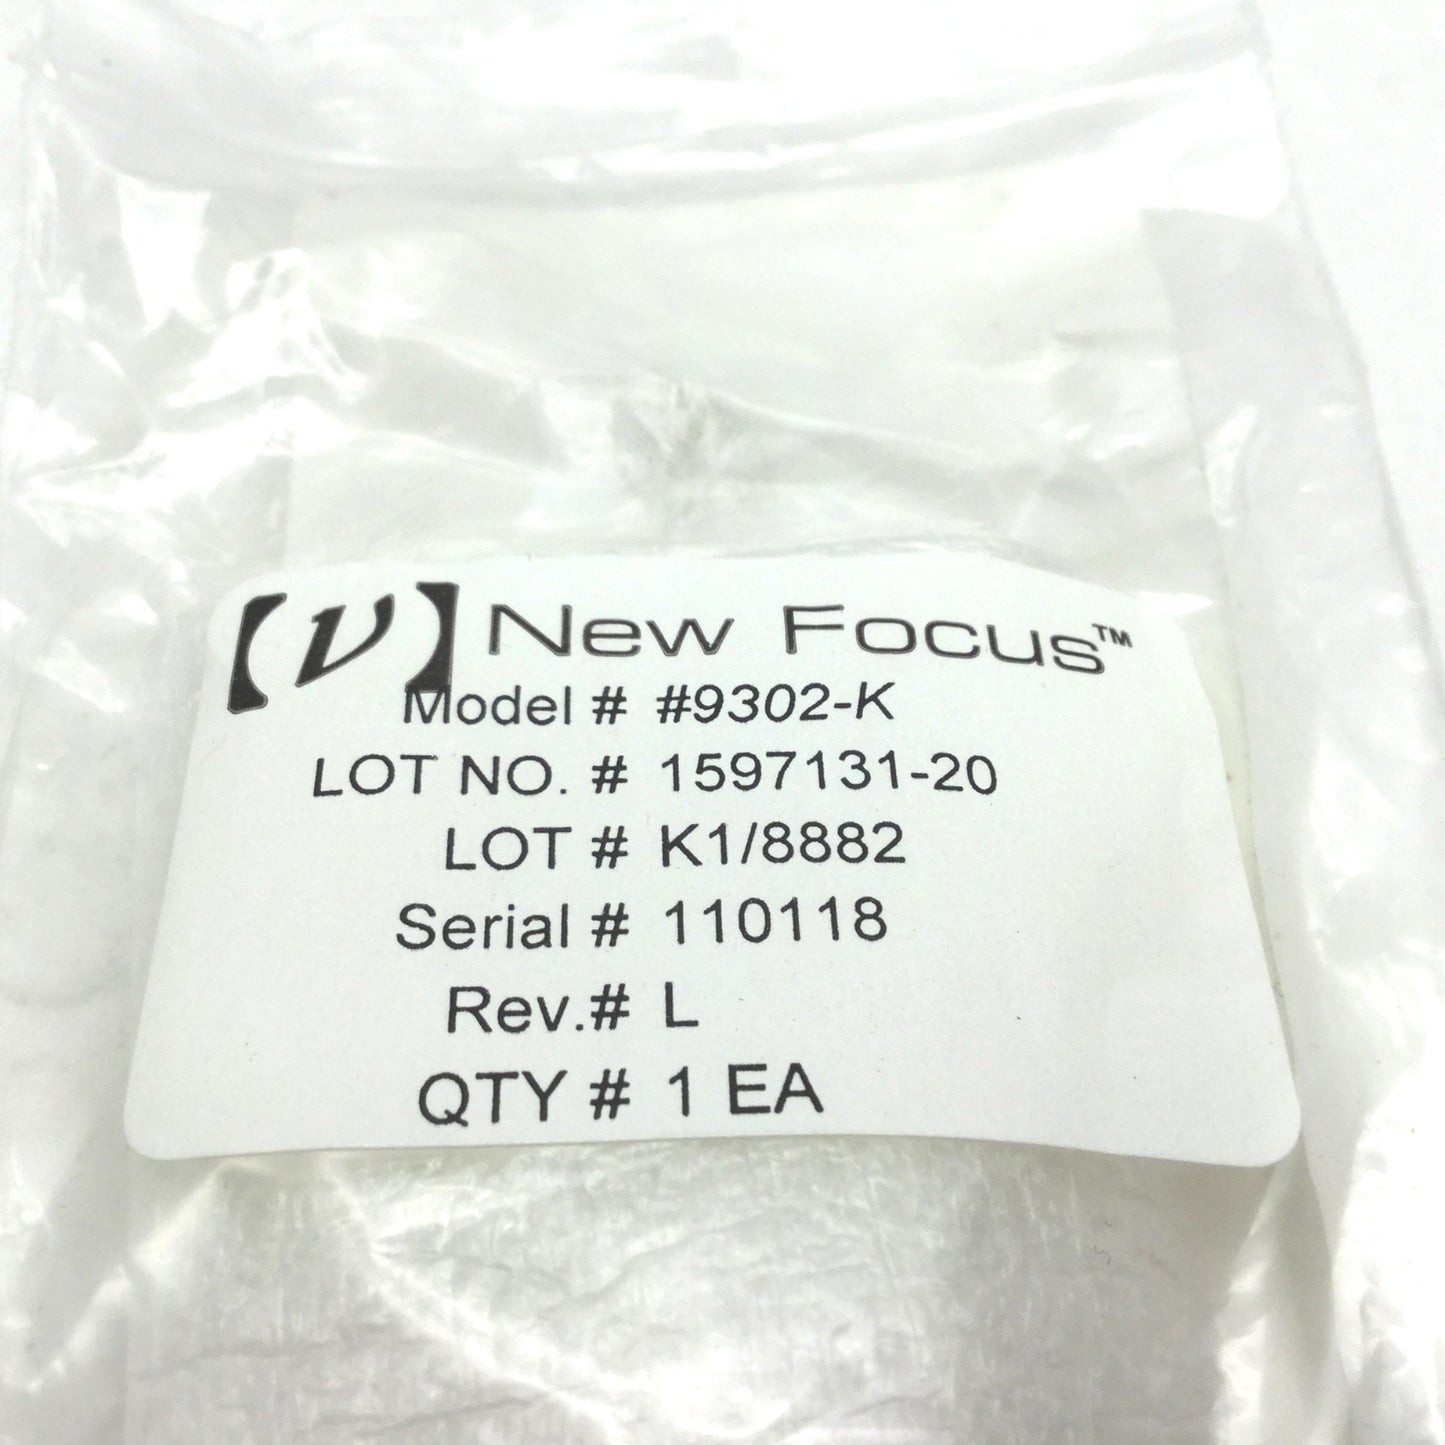 [ν] New Focus™
Model # #9302-K
LOT NO. # 1597131-20
LOT # K1/8882
Serial # 110118
Rev.# L
QTY # 1 EA